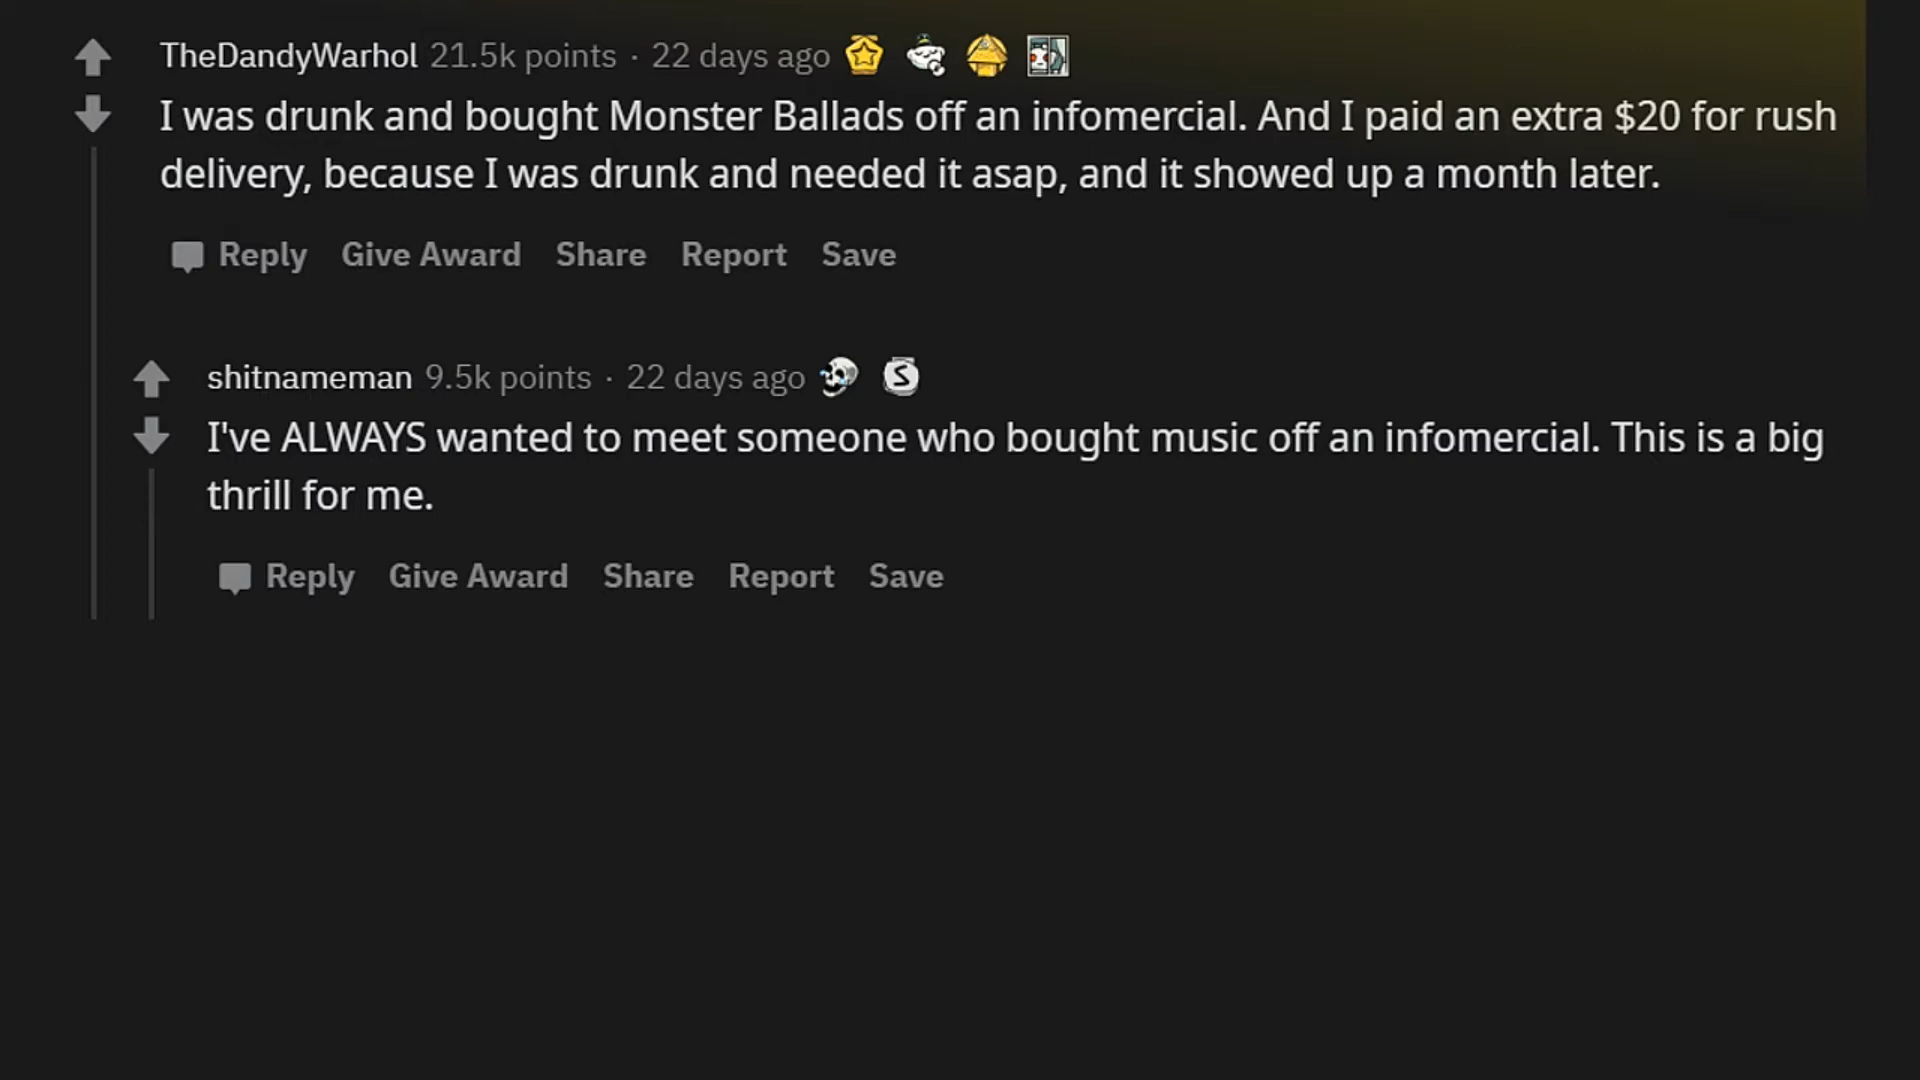 TheDandyWarhol 21.5k points · 22 days ago
I was drunk and bought Monster Ballads off an infomercial. And I paid an extra $20 for rush
delivery, because I was drunk and needed it asap, and it showed up a month later.
Reply Give Award Share Report Save
shitnameman 9.5k points · 22 days ago
I've ALWAYS wanted to meet someone who bought music off an infomercial. This is a big
thrill for me.
Reply Give Award Share Report Save